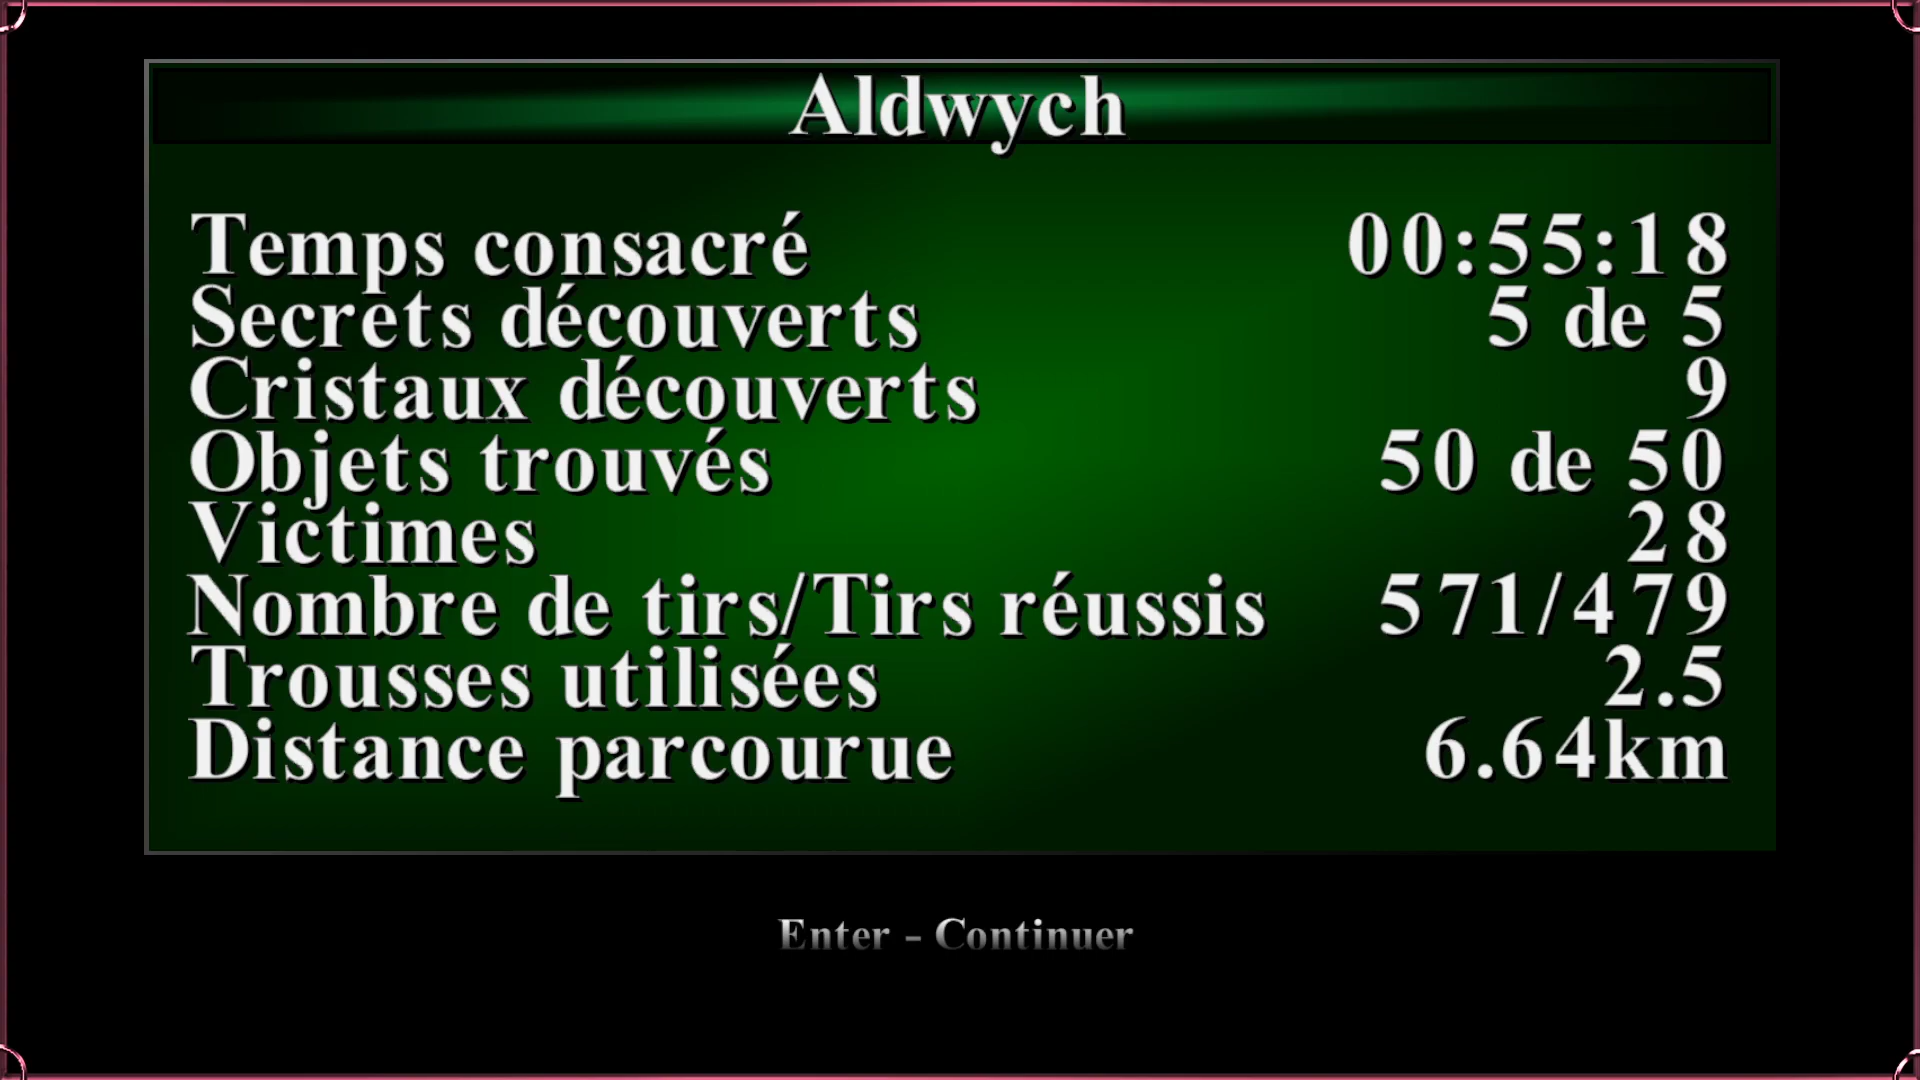 Aldwych
Temps consacré 00:55:18
Secrets découverts 5 de 5
Cristaux découverts 9
Objets trouvés 50 de 50
Victimes 28
Nombre de tirs/Tirs réussis 571/479
Trousses utilisées 2.5
Distance parcourue 6.64km
Enter - Continuer